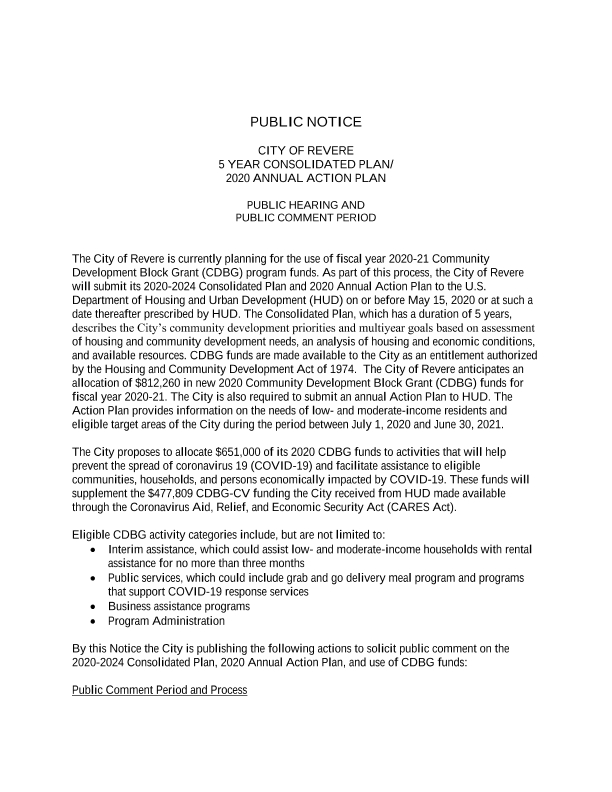 PUBLIC NOTICE
CITY OF REVERE
5 YEAR CONSOLIDATED PLAN/
2020 ANNUAL ACTION PLAN
PUBLIC HEARING AND
PUBLIC COMMENT PERIOD
The City of Revere is currently planning for the use of fiscal year 2020-21 Community
Development Block Grant (CDBG) program funds. As part of this process, the City of Revere
will submit its 2020-2024 Consolidated Plan and 2020 Annual Action Plan to the U.S.
Department of Housing and Urban Development (HUD) on or before May 15, 2020 or at such a
date thereafter prescribed by HUD. The Consolidated Plan, which has a duration of 5 years,
describes the City’s community development priorities and multiyear goals based on assessment
of housing and community development needs, an analysis of housing and economic conditions,
and available resources. CDBG funds are made available to the City as an entitlement authorized
by the Housing and Community Development Act of 1974.  The City of Revere anticipates an
allocation of $812,260 in new 2020 Community Development Block Grant (CDBG) funds for
fiscal year 2020-21. The City is also required to submit an annual Action Plan to HUD. The
Action Plan provides information on the needs of low- and moderate-income residents and
eligible target areas of the City during the period between July 1, 2020 and June 30, 2021.
The City proposes to allocate $651,000 of its 2020 CDBG funds to activities that will help
prevent the spread of coronavirus 19 (COVID-19) and facilitate assistance to eligible
communities, households, and persons economically impacted by COVID-19. These funds will
supplement the $477,809 CDBG-CV funding the City received from HUD made available
through the Coronavirus Aid, Relief, and Economic Security Act (CARES Act).
Eligible CDBG activity categories include, but are not limited to:
• Interim assistance, which could assist low- and moderate-income households with rental
assistance for no more than three months
• Public services, which could include grab and go delivery meal program and programs
that support COVID-19 response services
• Business assistance programs
• Program Administration
By this Notice the City is publishing the following actions to solicit public comment on the
2020-2024 Consolidated Plan, 2020 Annual Action Plan, and use of CDBG funds:
Public Comment Period and Process